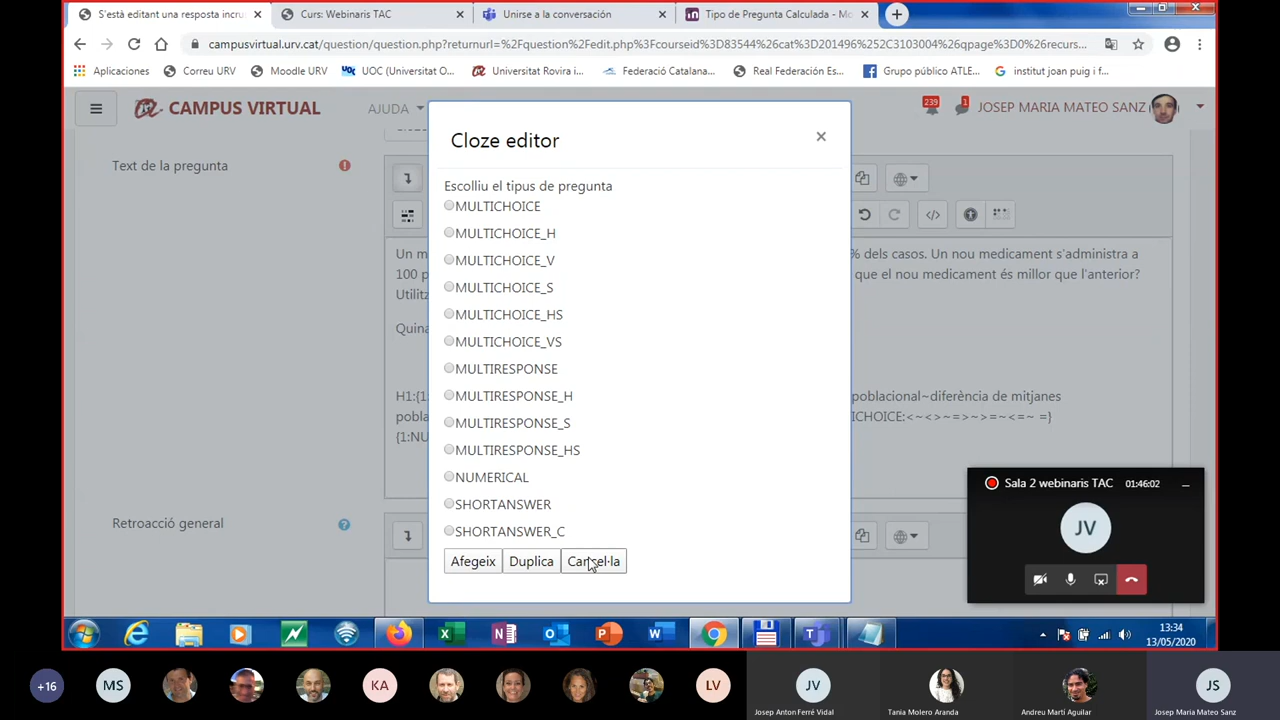 S'està editant una resposta incru
Curs: Webinaris TAC
Unirse a la conversación
Tipo de Pregunta Calculada - Mo
campusvirtual.urv.cat/question/question.php?returnurl=%2Fquestion%2Fedit.php%3Fcourseid%3D83544%26cat%3D201496%252C3103004%26qpage%3D0%26recurs...
Aplicaciones
Correu URV
Moodle URV
UOC (Universitat O...
Universitat Rovira i...
Federació Catalana...
Real Federación Es...
Grupo público ATLE...
institut joan puig i f...
CAMPUS VIRTUAL
AJUDA
239
1
JOSEP MARIA MATEO SANZ
Cloze editor
Text de la pregunta
Escolliu el tipus de pregunta
MULTICHOICE
MULTICHOICE_H
MULTICHOICE_V
MULTICHOICE_S
MULTICHOICE_HS
MULTICHOICE_VS
MULTIRESPONSE
MULTIRESPONSE_H
MULTIRESPONSE_S
MULTIRESPONSE_HS
NUMERICAL
SHORTANSWER
SHORTANSWER_C
Afegeix
Duplica
Cancel·la
Un m
% dels casos. Un nou medicament s'administra a
100 p
que el nou medicament és millor que l'anterior?
Utilitz
Quina
H1:{1:
poblacional~diferència de mitjanes
pobla
ICHOICE:<~<>~=>~>=~<=~ =}
{1:NU
Retroacció general
Sala 2 webinaris TAC
01:46:02
JV
13:34
13/05/2020
+16
MS
KA
LV
JV
JS
Josep Anton Ferré Vidal
Tania Molero Aranda
Andreu Martí Aguilar
Josep Maria Mateo Sanz